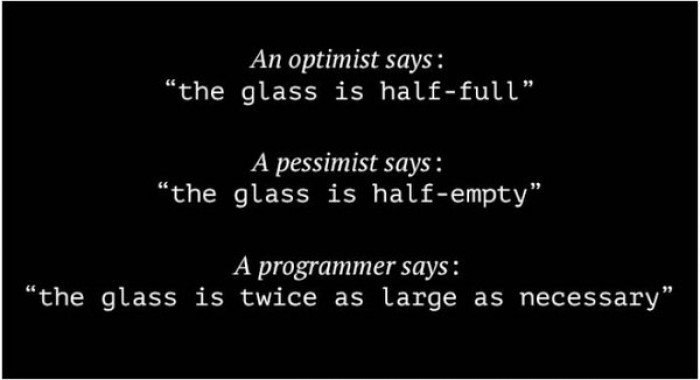 An optimist says:
“the glass is half-full”
A pessimist says:
“the glass is half-empty”
A programmer says:
“the glass is twice as large as necessary”